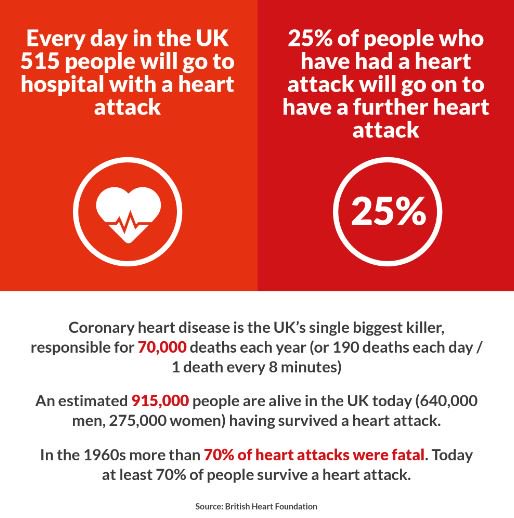 Every day in the UK
515 people will go to
hospital with a heart
attack
25% of people who
have had a heart
attack will go on to
have a further heart
attack
25%
Coronary heart disease is the UK's single biggest killer,
responsible for 70,000 deaths each year (or 190 deaths each day /
1 death every 8 minutes)
An estimated 915,000 people are alive in the UK today (640,000
men, 275,000 women) having survived a heart attack.
In the 1960s more than 70% of heart attacks were fatal. Today
at least 70% of people survive a heart attack.
Source: British Heart Foundation